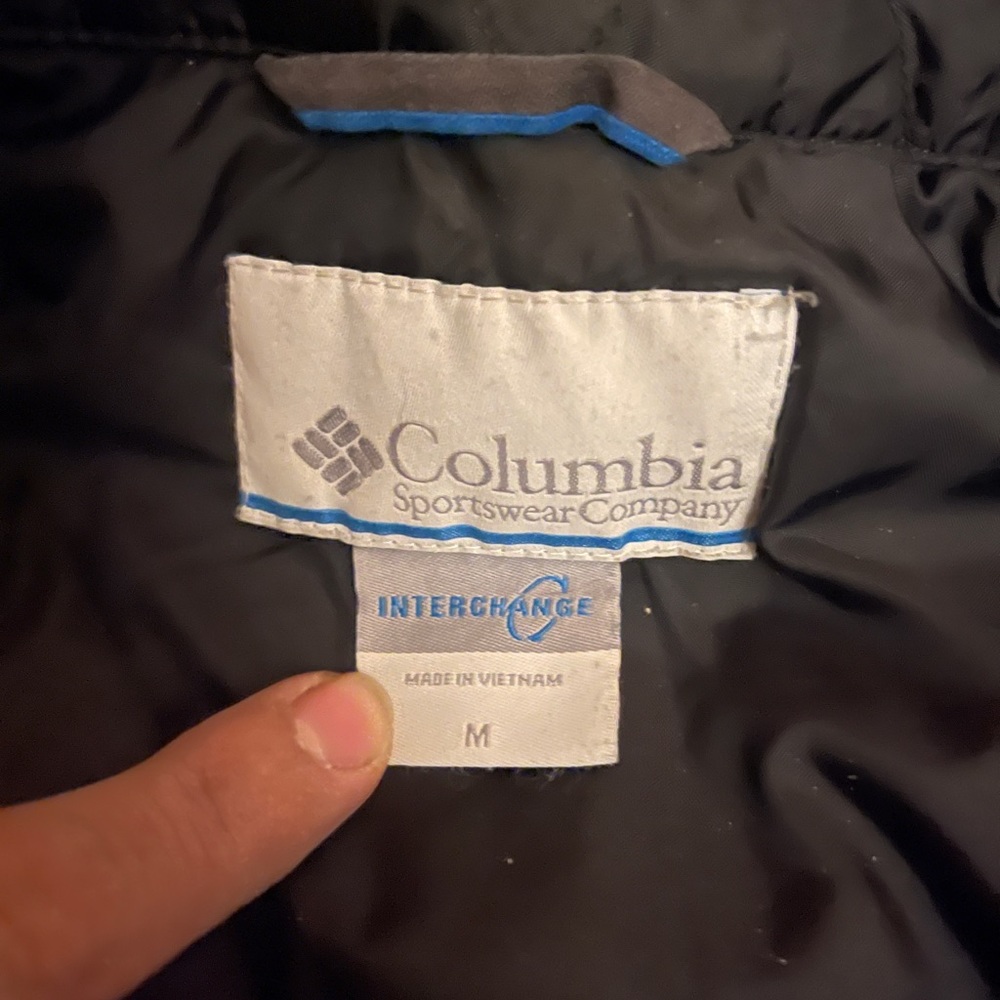 Columbia
Sportswear Company
INTERCHANGE
MADE IN VIETNAM
M